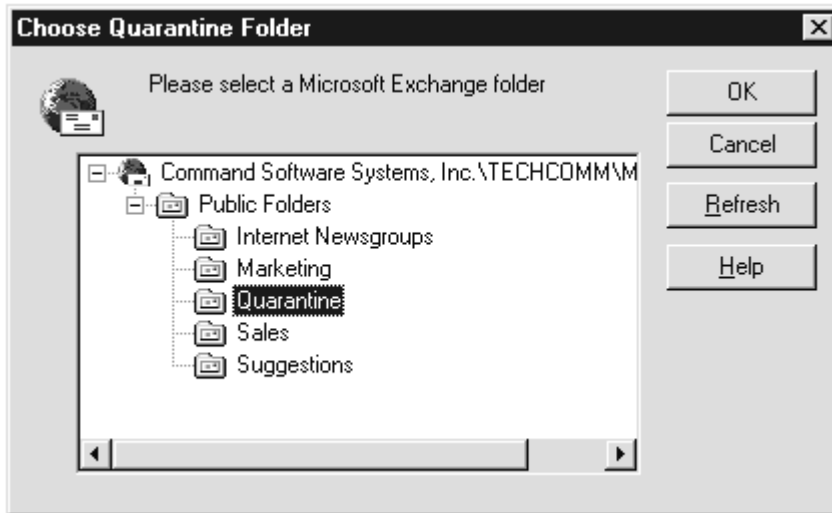 Choose Quarantine Folder
Please select a Microsoft Exchange folder
OK
Cancel
Refresh
Help
Command Software Systems, Inc.\TECHCOMM\M
Public Folders
Internet Newsgroups
Marketing
Quarantine
Sales
Suggestions